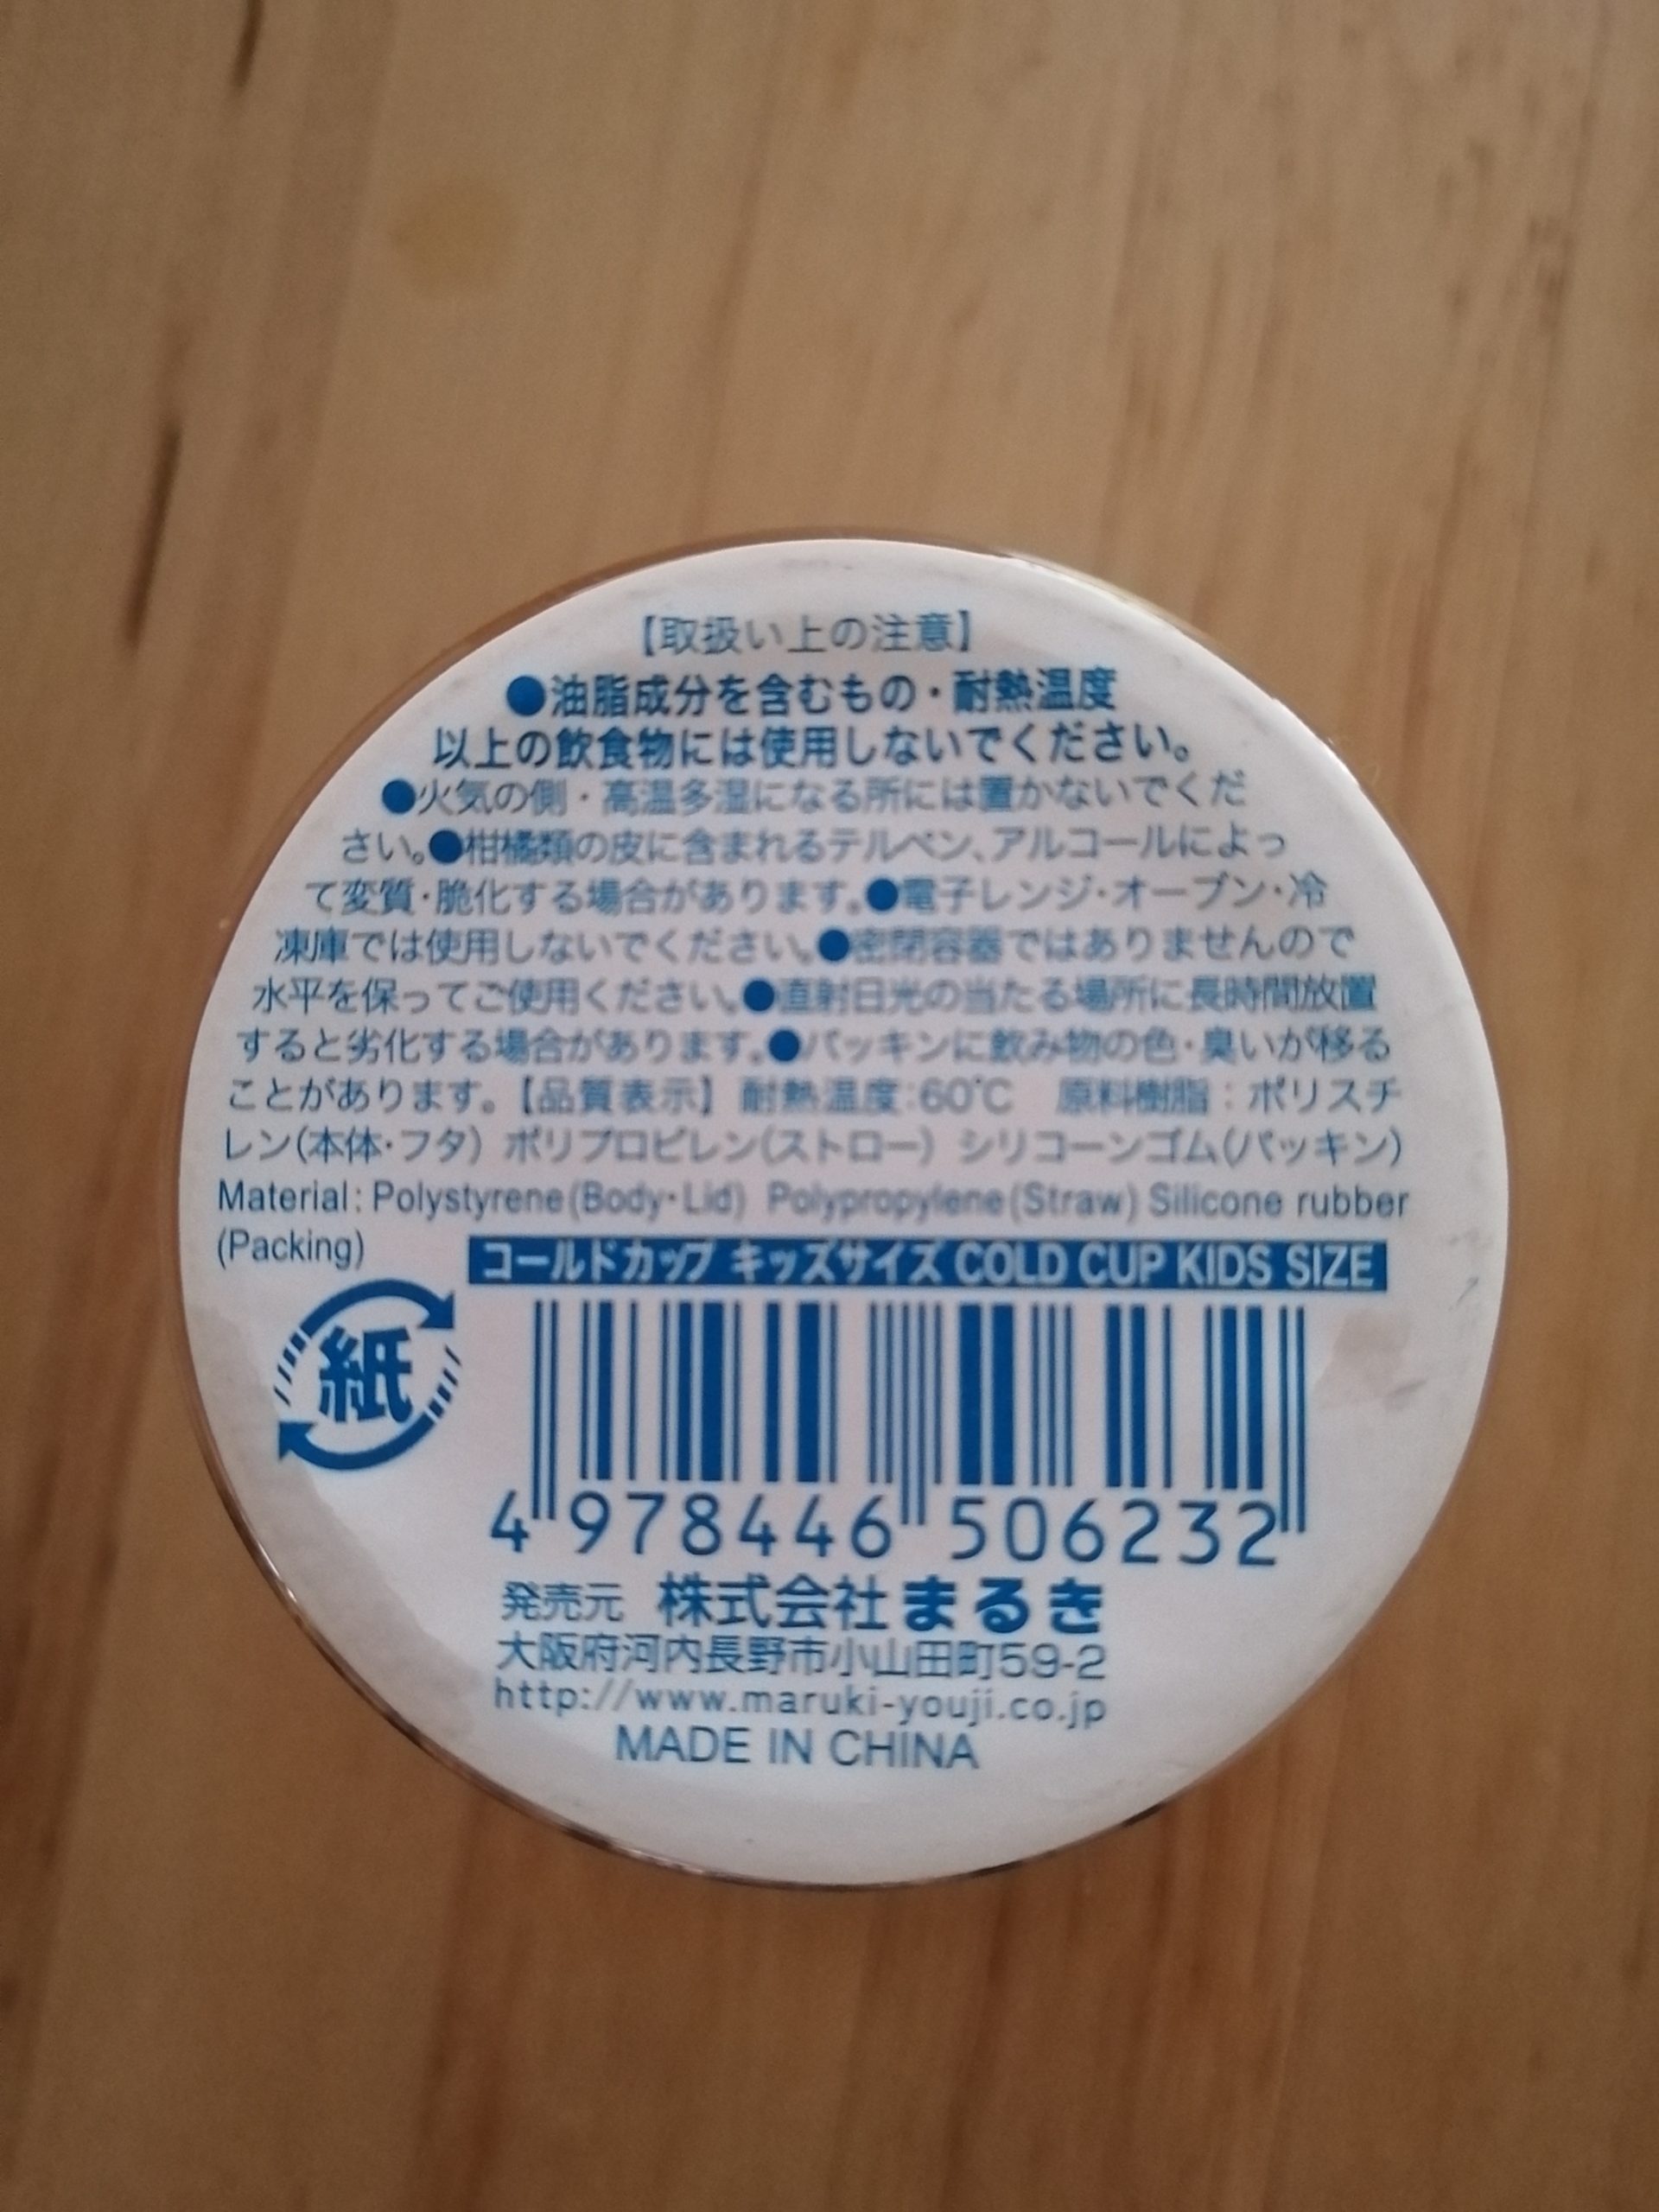 【取扱い上の注意】
●油脂成分を含むもの・耐熱温度
以上の飲食物には使用しないでください。
●火気の側・高温多湿になる所には置かないでくだ
さい。●柑橘類の皮に含まれるテルペン、アルコールによっ
て変質・脆化する場合があります。●電子レンジ・オーブン・冷
凍庫では使用しないでください。●密閉容器ではありませんので
水平を保ってご使用ください。●直射日光の当たる場所に長時間放置
すると劣化する場合があります。●パッキンに飲み物の色・臭いが移る
ことがあります。【品質表示】耐熱温度:60℃ 原料樹脂:ポリスチ
レン(本体・フタ) ポリプロピレン(ストロー) シリコーンゴム(パッキン)
Material: Polystyrene(Body・Lid) Polypropylene(Straw) Silicone rubber
(Packing)
コールドカップ キッズサイズ COLD CUP KIDS SIZE
紙
4 978446 506232
発売元 株式会社まるき
大阪府河内長野市小山田町59-2
http://www.maruki-youji.co.jp
MADE IN CHINA